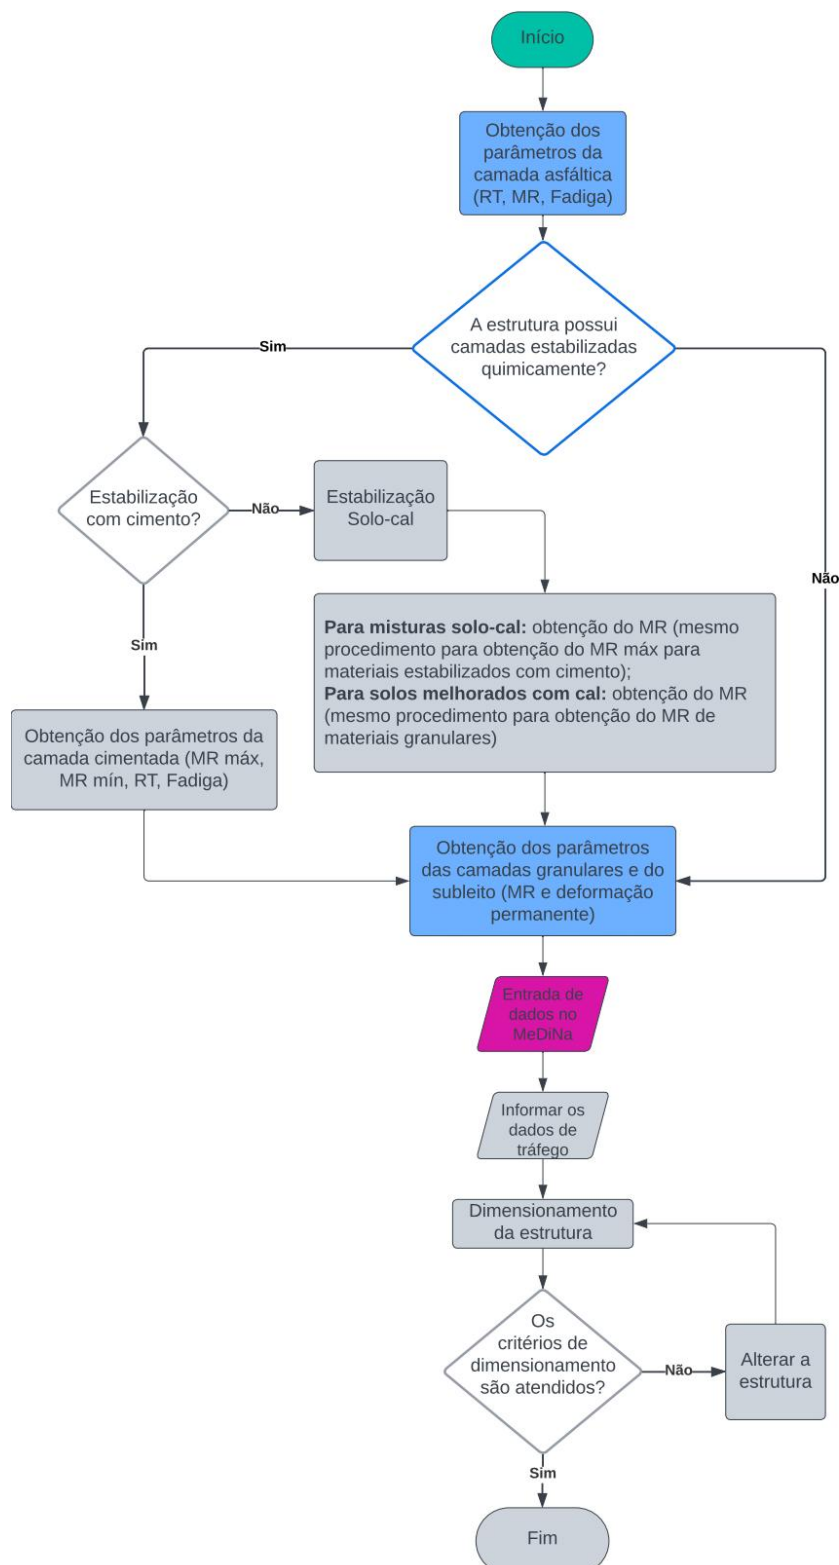 Início
Obtenção dos
parâmetros da
camada asfáltica
(RT, MR, Fadiga)
A estrutura possui
camadas estabilizadas
quimicamente?
Sim
Não
Estabilização
com cimento?
Não
Estabilização
Solo-cal
Sim
Para misturas solo-cal: obtenção do MR (mesmo
procedimento para obtenção do MR máx para
materiais estabilizados com cimento);
Para solos melhorados com cal: obtenção do MR
(mesmo procedimento para obtenção do MR de
materiais granulares)
Obtenção dos parâmetros da
camada cimentada (MR máx,
MR mín, RT, Fadiga)
Obtenção dos parâmetros
das camadas granulares e do
subleito (MR e deformação
permanente)
Entrada de
dados no
MeDiNa
Informar os
dados de
tráfego
Dimensionamento
da estrutura
Os
critérios de
dimensionamento
são atendidos?
Não
Alterar a
estrutura
Sim
Fim